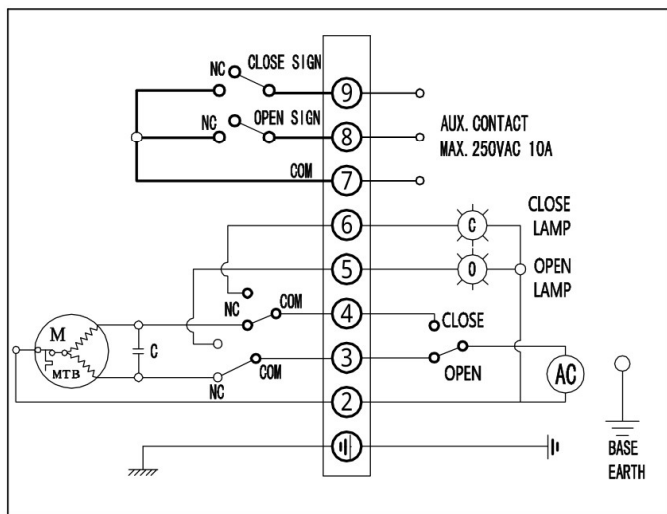 NC CLOSE SIGN
9
NC OPEN SIGN
8
AUX. CONTACT
MAX. 250VAC 10A
COM
7
6
C
CLOSE
LAMP
5
O
OPEN
LAMP
NC
COM
4
CLOSE
M
MTB
C
NC
COM
3
OPEN
AC
2
BASE
EARTH